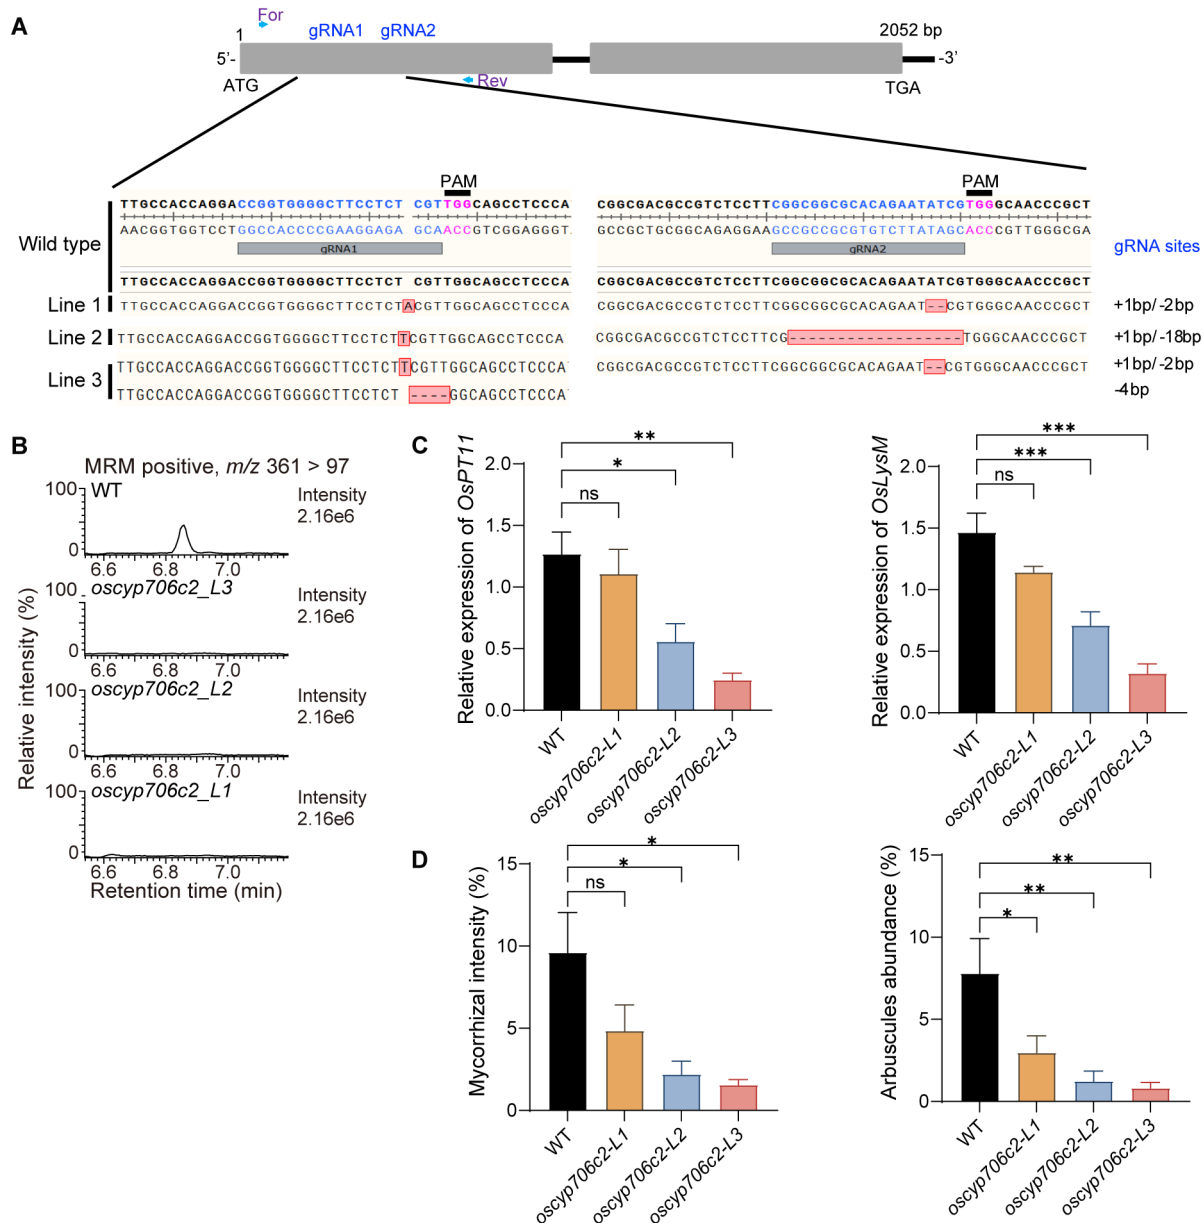 A
For
1
gRNA1 gRNA2
2052 bp
5'-
-3'
ATG
Rev
TGA
PAM
PAM
TTGCCACCAGGACCGGTGGGGCTTCCTCT CGTTGGCAGCCTCCCA
CGGCGACGCCGTCTCCTTCGGCGGCGCACAGAATATCGTGGGCAACCCGCT
AACGGTGGTCCTGGCCACCCCGAAGGAGA GCAACCGTCGGAGGGT
GCCGCTGCGGCAGAGGAAGCCGCCGCGTGTCTTATAGCACCCGTTGGGCGA
Wild type
gRNA1
gRNA2
gRNA sites
TTGCCACCAGGACCGGTGGGGCTTCCTCT CGTTGGCAGCCTCCCA
CGGCGACGCCGTCTCCTTCGGCGGCGCACAGAATATCGTGGGCAACCCGCT
Line 1
TTGCCACCAGGACCGGTGGGGCTTCCTCTACGTTGGCAGCCTCCCA
CGGCGACGCCGTCTCCTTCGGCGGCGCACAGAAT--CGTGGGCAACCCGCT
+1bp/-2bp
Line 2
TTGCCACCAGGACCGGTGGGGCTTCCTCTTCGTTGGCAGCCTCCCA
CGGCGACGCCGTCTCCTTCG------------------TGGGCAACCCGCT
+1bp/-18bp
Line 3
TTGCCACCAGGACCGGTGGGGCTTCCTCTTCGTTGGCAGCCTCCCA
CGGCGACGCCGTCTCCTTCGGCGGCGCACAGAAT--CGTGGGCAACCCGCT
+1bp/-2bp
TTGCCACCAGGACCGGTGGGGCTTCCTCT ----GGCAGCCTCCCA
-4bp
B
MRM positive, m/z 361 > 97
Relative intensity (%)
100
WT
Intensity
2.16e6
0
6.6 6.8 7.0
oscyp706c2_L3
100
Intensity
2.16e6
0
6.6 6.8 7.0
oscyp706c2_L2
100
Intensity
2.16e6
0
6.6 6.8 7.0
oscyp706c2_L1
100
Intensity
2.16e6
0
6.6 6.8 7.0
Retention time (min)
C
Relative expression of OsPT11
2.0
1.5
1.0
0.5
0.0
**
*
ns
WT
oscyp706c2-L1
oscyp706c2-L2
oscyp706c2-L3
Relative expression of OsLysM
2.0
1.5
1.0
0.5
0.0
***
***
ns
WT
oscyp706c2-L1
oscyp706c2-L2
oscyp706c2-L3
D
Mycorrhizal intensity (%)
15
10
5
0
*
*
ns
WT
oscyp706c2-L1
oscyp706c2-L2
oscyp706c2-L3
Arbuscules abundance (%)
15
10
5
0
**
**
*
WT
oscyp706c2-L1
oscyp706c2-L2
oscyp706c2-L3